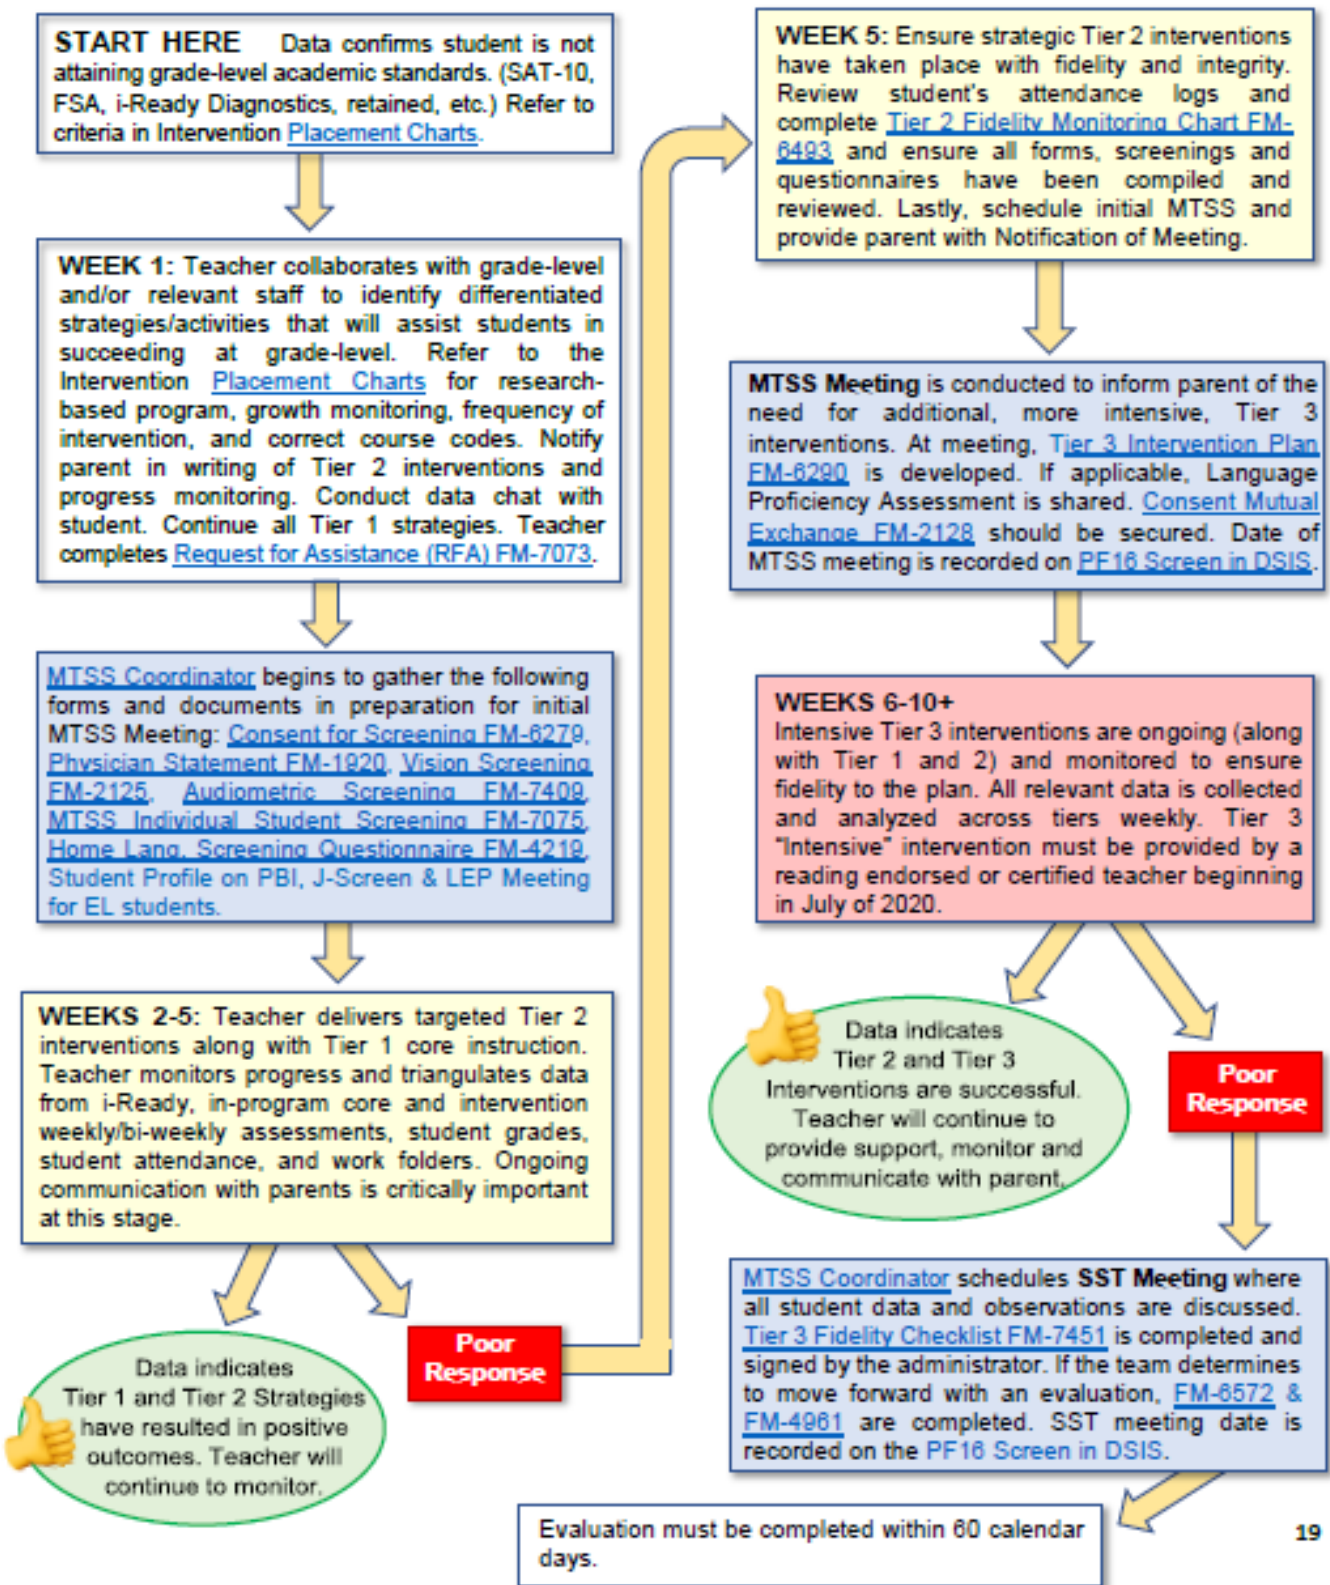 START HERE Data confirms student is not
attaining grade-level academic standards. (SAT-10,
FSA, i-Ready Diagnostics, retained, etc.) Refer to
criteria in Intervention Placement Charts.
WEEK 1: Teacher collaborates with grade-level
and/or relevant staff to identify differentiated
strategies/activities that will assist students in
succeeding at grade-level. Refer to the
Intervention Placement Charts for research-
based program, growth monitoring, frequency of
intervention, and correct course codes. Notify
parent in writing of Tier 2 interventions and
progress monitoring. Conduct data chat with
student. Continue all Tier 1 strategies. Teacher
completes Request for Assistance (RFA) FM-7073.
MTSS Coordinator begins to gather the following
forms and documents in preparation for initial
MTSS Meeting: Consent for Screening FM-6279,
Physician Statement FM-1920, Vision Screening
FM-2125, Audiometric Screening FM-7409,
MTSS Individual Student Screening FM-7075,
Home Lang. Screening Questionnaire FM-4219,
Student Profile on PBI, J-Screen & LEP Meeting
for EL students.
WEEKS 2-5: Teacher delivers targeted Tier 2
interventions along with Tier 1 core instruction.
Teacher monitors progress and triangulates data
from i-Ready, in-program core and intervention
weekly/bi-weekly assessments, student grades,
student attendance, and work folders. Ongoing
communication with parents is critically important
at this stage.
Data indicates
Tier 1 and Tier 2 Strategies
have resulted in positive
outcomes. Teacher will
continue to monitor.
Poor
Response
WEEK 5: Ensure strategic Tier 2 interventions
have taken place with fidelity and integrity.
Review student's attendance logs and
complete Tier 2 Fidelity Monitoring Chart FM-
6493 and ensure all forms, screenings and
questionnaires have been compiled and
reviewed. Lastly, schedule initial MTSS and
provide parent with Notification of Meeting.
MTSS Meeting is conducted to inform parent of the
need for additional, more intensive, Tier 3
interventions. At meeting, Tier 3 Intervention Plan
FM-6290 is developed. If applicable, Language
Proficiency Assessment is shared. Consent Mutual
Exchange FM-2128 should be secured. Date of
MTSS meeting is recorded on PF16 Screen in DSIS.
WEEKS 6-10+
Intensive Tier 3 interventions are ongoing (along
with Tier 1 and 2) and monitored to ensure
fidelity to the plan. All relevant data is collected
and analyzed across tiers weekly. Tier 3
"Intensive" intervention must be provided by a
reading endorsed or certified teacher beginning
in July of 2020.
Data indicates
Tier 2 and Tier 3
Interventions are successful.
Teacher will continue to
provide support, monitor and
communicate with parent.
Poor
Response
MTSS Coordinator schedules SST Meeting where
all student data and observations are discussed.
Tier 3 Fidelity Checklist FM-7451 is completed and
signed by the administrator. If the team determines
to move forward with an evaluation, FM-6572 &
FM-4961 are completed. SST meeting date is
recorded on the PF16 Screen in DSIS.
Evaluation must be completed within 60 calendar
days.
19